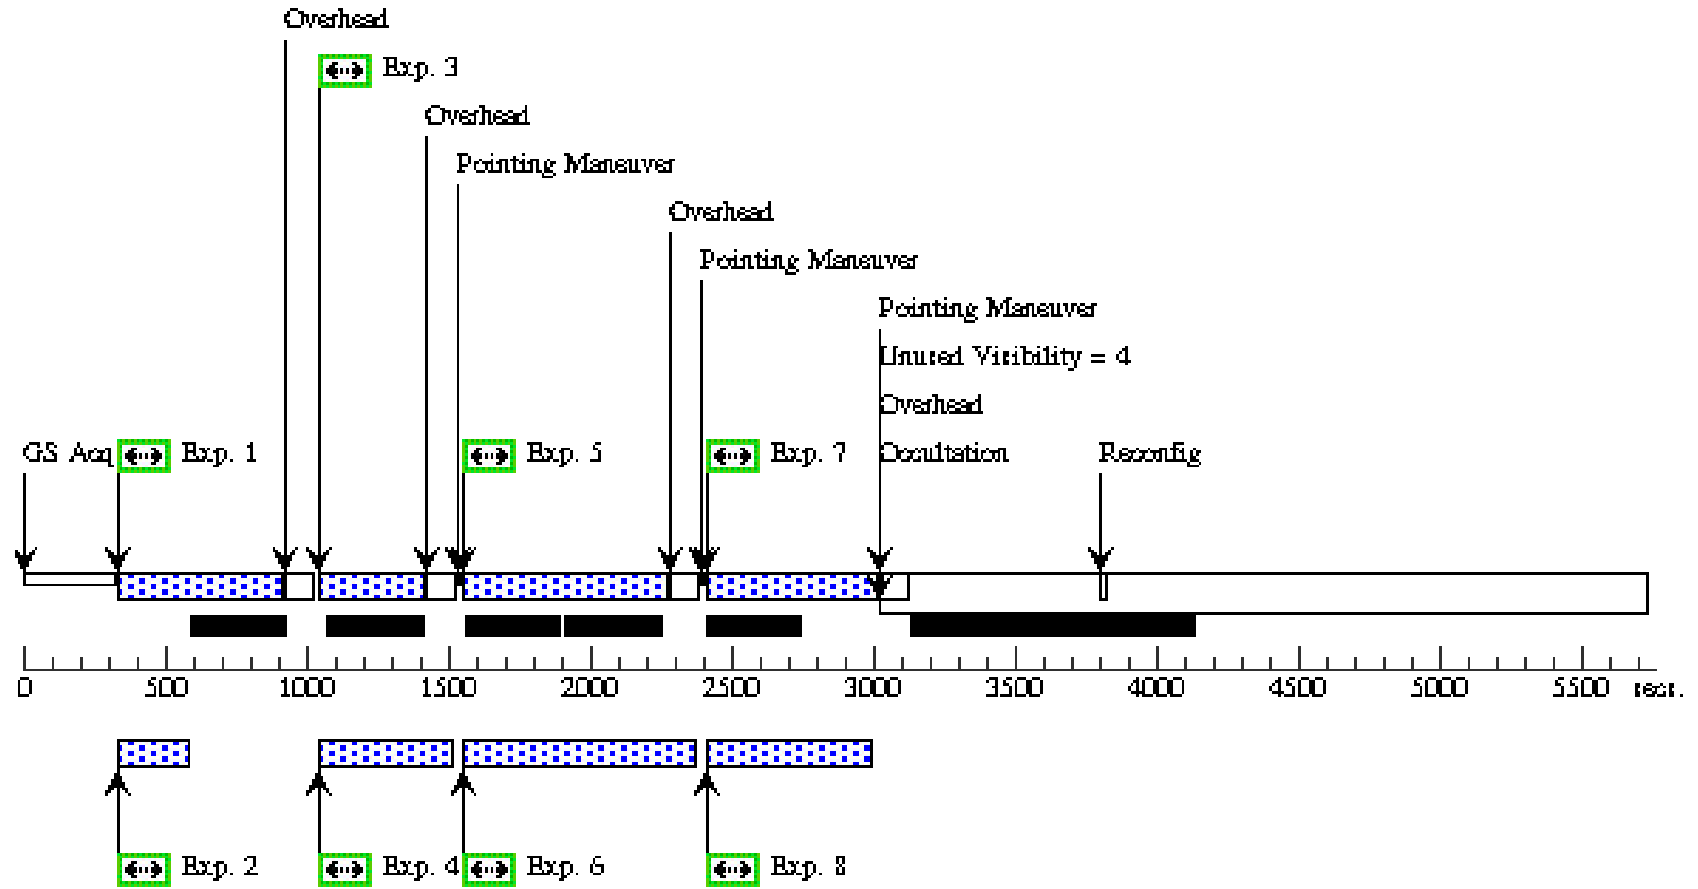 Overhead
Exp. 3
Overhead
Pointing Maneuver
Overhead
Pointing Maneuver
Pointing Maneuver
Unused Visibility = 4
Overhead
GS Acq Exp. 1 Exp. 5 Exp. 7 Occultation Reconfig
0 500 1000 1500 2000 2500 3000 3500 4000 4500 5000 5500 secs.
Exp. 2 Exp. 4 Exp. 6 Exp. 8